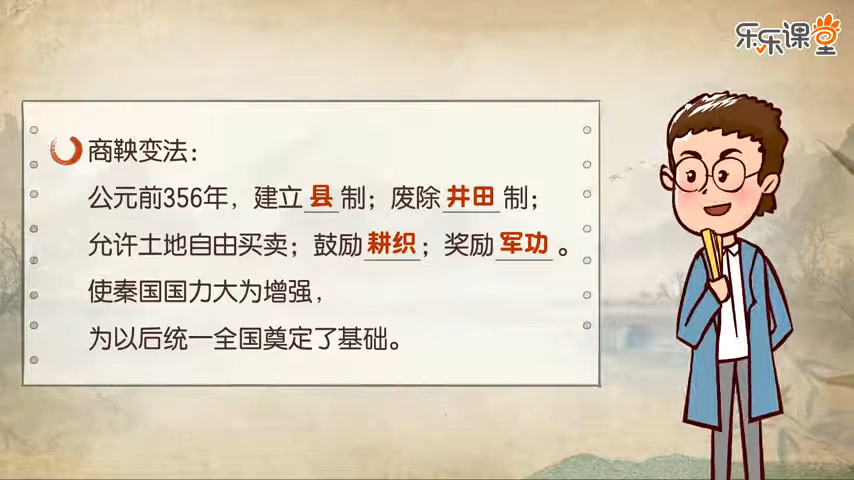 乐乐课堂
商鞅变法：
公元前356年，建立县制；废除井田制；
允许土地自由买卖；鼓励耕织；奖励军功。
使秦国国力大为增强，
为以后统一全国奠定了基础。